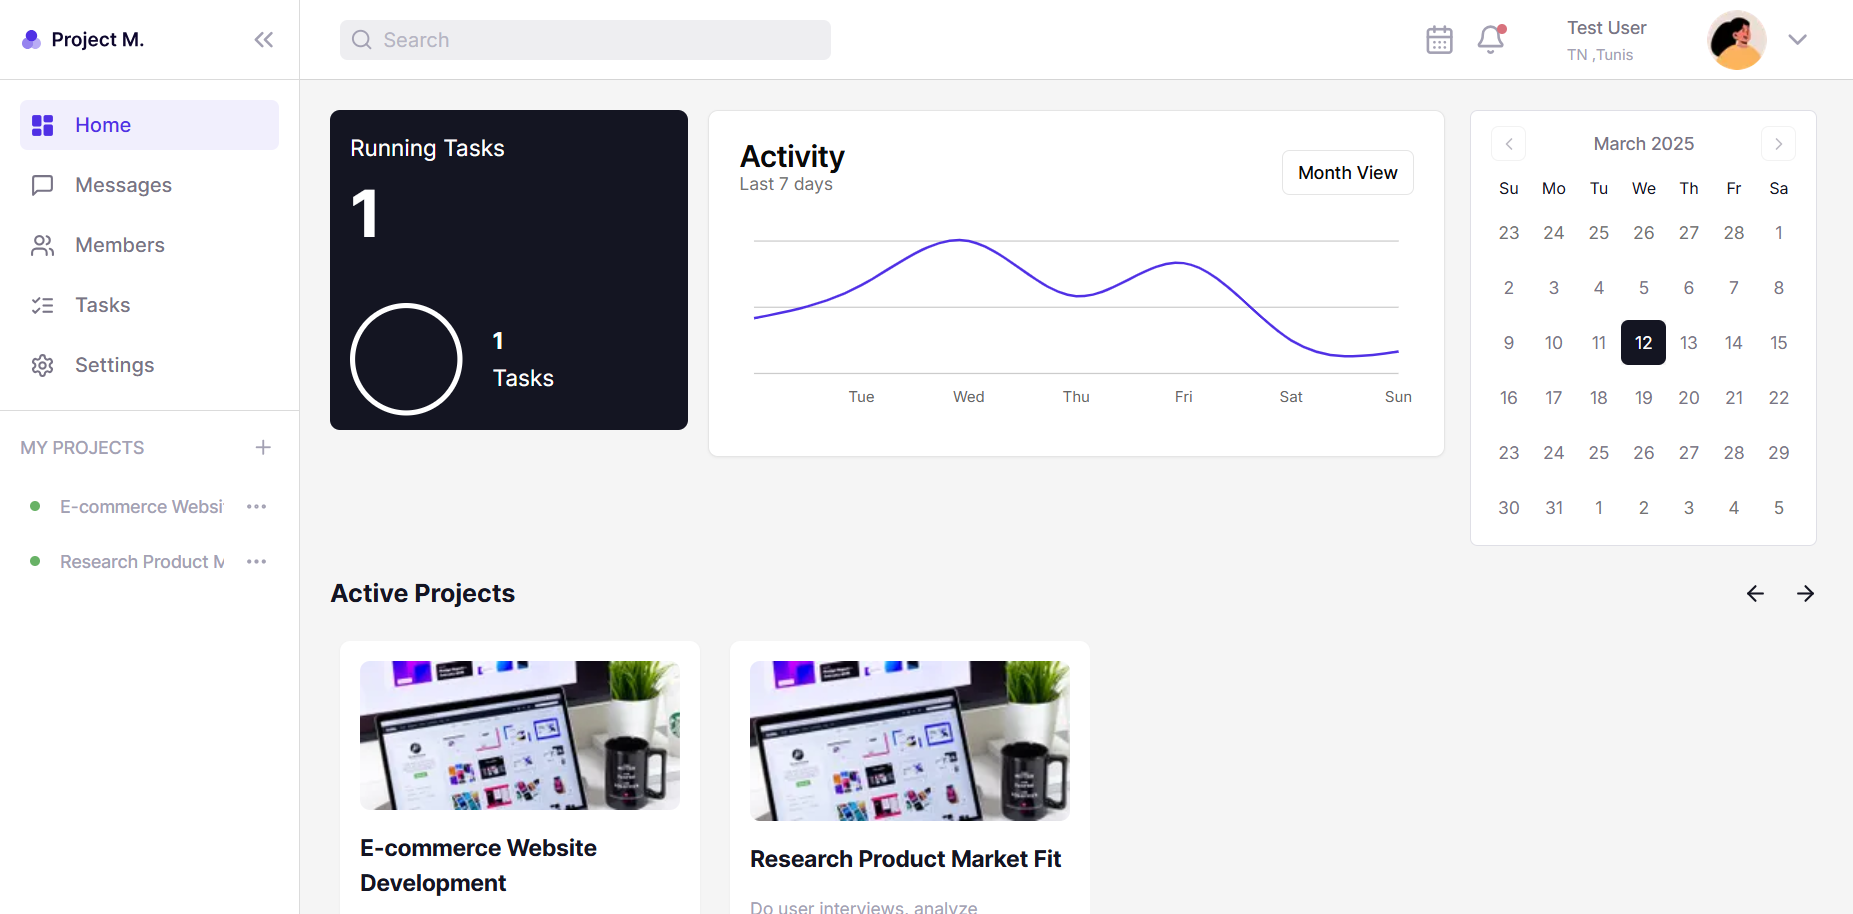 Project M.
Search
Test User
TN ,Tunis
Home
Messages
Members
Tasks
Settings
MY PROJECTS
E-commerce Websi
Research Product M
Running Tasks
1
1
Tasks
Activity
Last 7 days
Month View
Tue Wed Thu Fri Sat Sun
March 2025
Su Mo Tu We Th Fr Sa
23 24 25 26 27 28 1
2 3 4 5 6 7 8
9 10 11 12 13 14 15
16 17 18 19 20 21 22
23 24 25 26 27 28 29
30 31 1 2 3 4 5
Active Projects
E-commerce Website
Development
Research Product Market Fit
Do user interviews, analyze